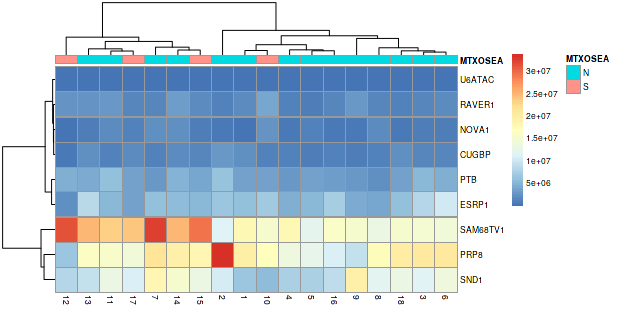 MTXOSEA
U6ATAC
RAVER1
NOVA1
CUGBP
PTB
ESRP1
SAM68TV1
PRP8
SND1
12 13 11 17 7 14 15 2 1 10 4 5 16 9 8 18 3 6
3e+07
2.5e+07
2e+07
1.5e+07
1e+07
5e+06
MTXOSEA
N
S